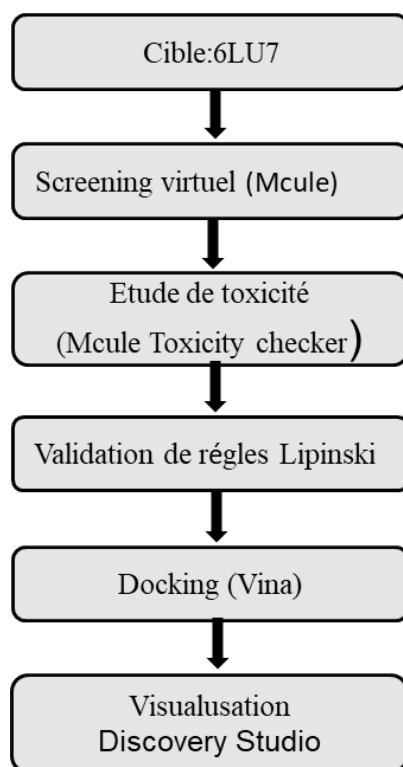 Cible:6LU7
Screening virtuel (Mcule)
Etude de toxicité
(Mcule Toxicity checker)
Validation de régles Lipinski
Docking (Vina)
Visualusation
Discovery Studio